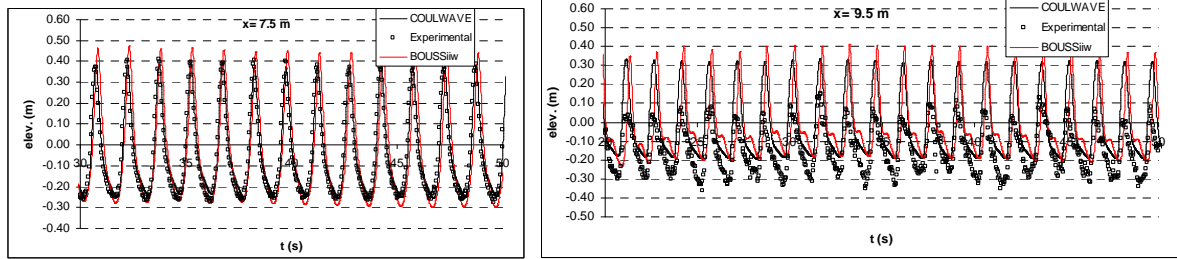 x= 7.5 m
COULWAVE
Experimental
BOUSSiiw
0.60
0.50
0.40
0.30
0.20
0.10
0.00
-0.10
-0.20
-0.30
-0.40
30
35
40
45
50
elev. (m)
t (s)
x= 9.5 m
COULWAVE
Experimental
BOUSSiiw
0.60
0.50
0.40
0.30
0.20
0.10
0.00
-0.10
-0.20
-0.30
-0.40
-0.50
elev. (m)
t (s)